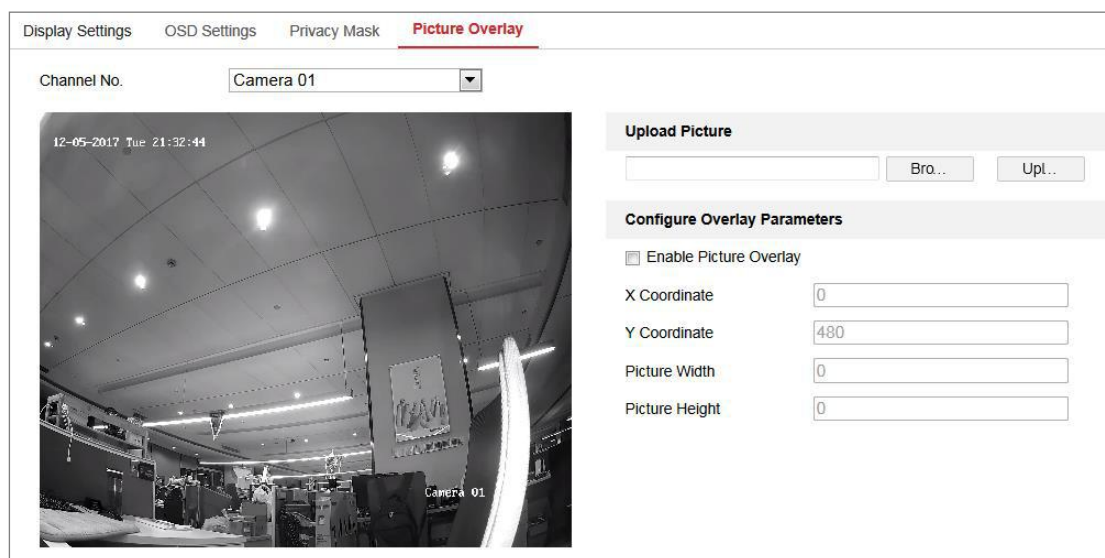 Display Settings OSD Settings Privacy Mask Picture Overlay
Channel No. Camera 01
12-05-2017 Tue 21:32:44
Camera 01
Upload Picture
Bro... Upl...
Configure Overlay Parameters
Enable Picture Overlay
X Coordinate 0
Y Coordinate 480
Picture Width 0
Picture Height 0